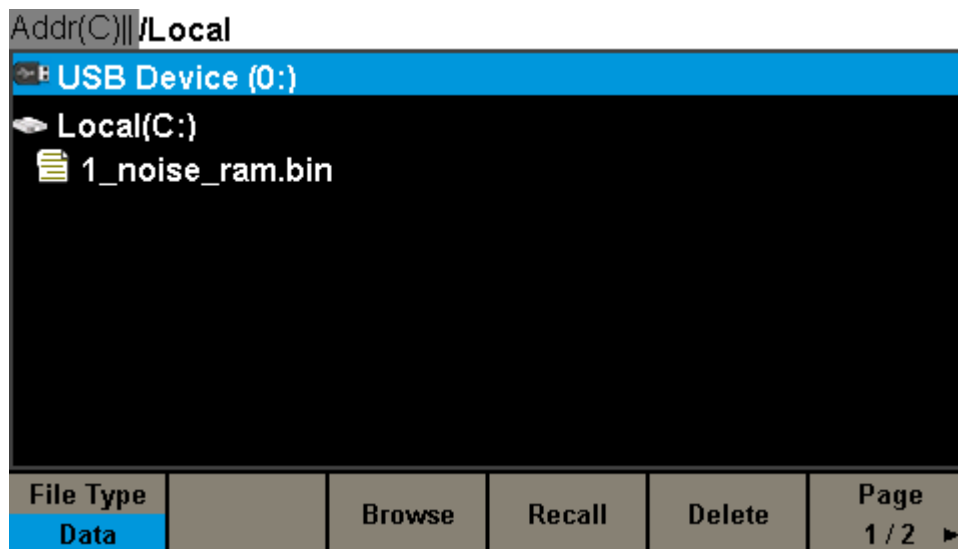 Addr(C)|| /Local
USB Device (0:)
Local(C:)
1_noise_ram.bin
File Type
Data
Browse
Recall
Delete
Page
1 / 2